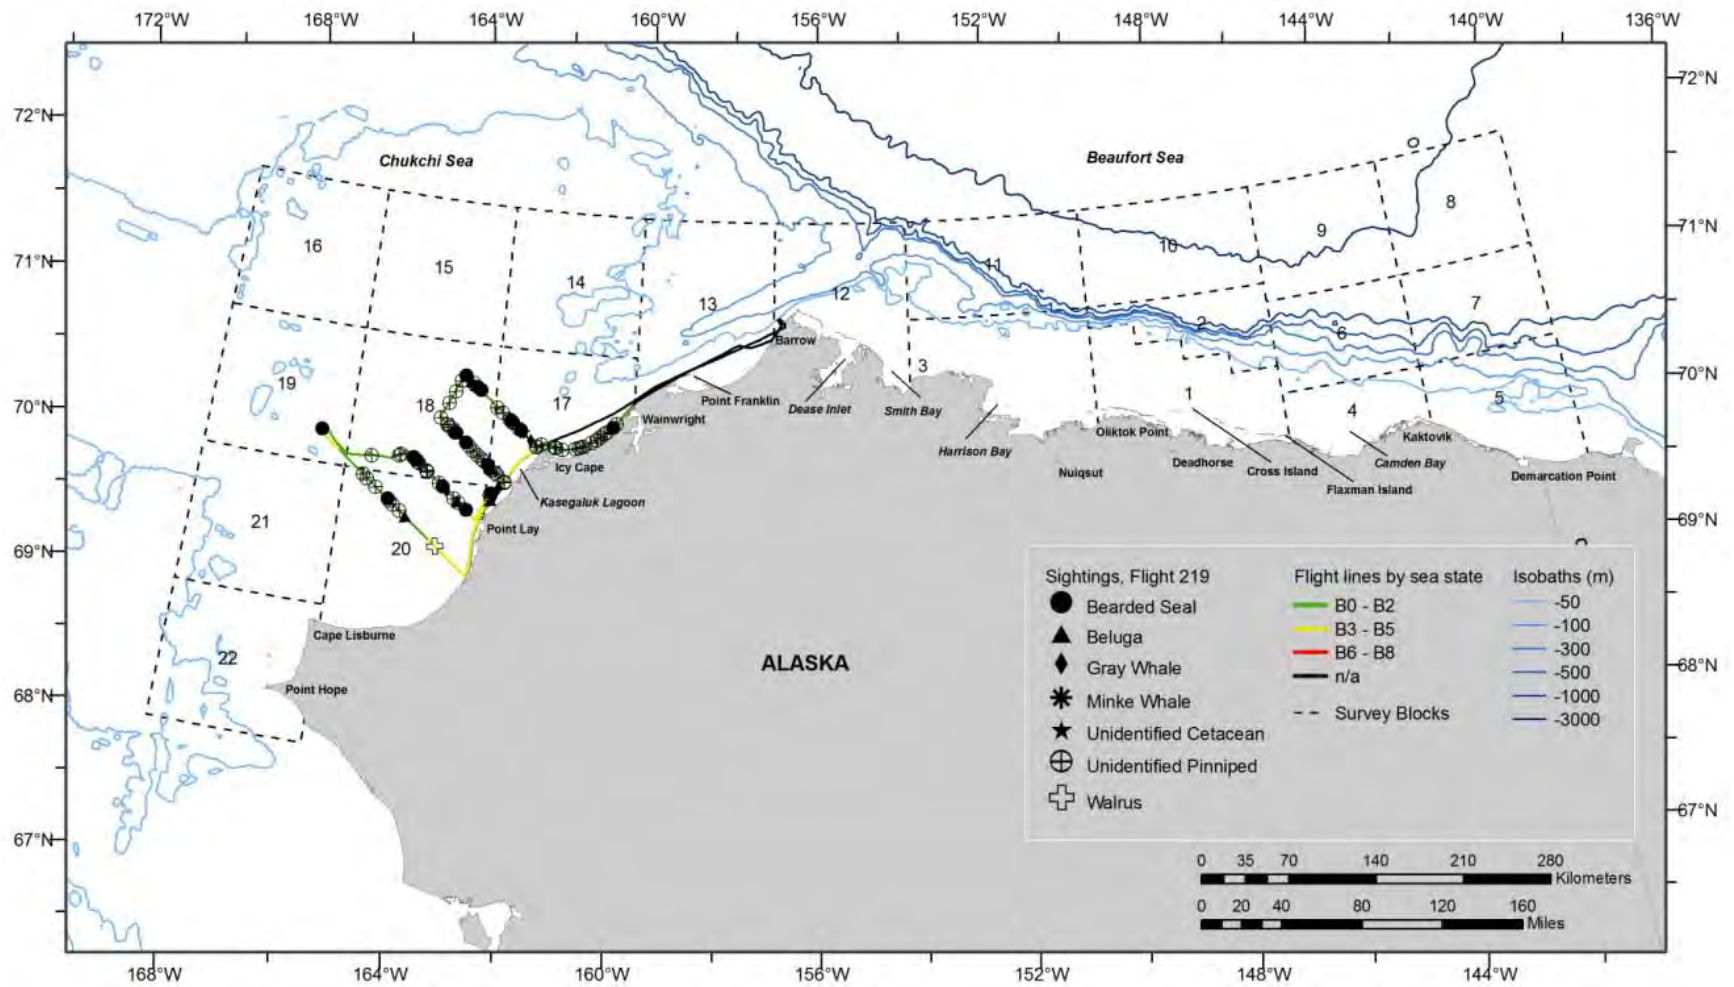 172°W 168°W 164°W 160°W 156°W 152°W 148°W 144°W 140°W 136°W
72°N 72°N
Chukchi Sea Beaufort Sea
8
9
16 71°N 71°N
10
15 11
14
12
13 7
2 6
Barrow
70°N 70°N
19 3
18 17 Point Franklin Dease Inlet Smith Bay 1 4 5
Wainwright
Oliktok Point Kaktovik
Harrison Bay
Icy Cape Deadhorse Cross Island Camden Bay
Nuiqsut Demarcation Point
Flaxman Island
Kasegaluk Lagoon
21 Point Lay 69°N 69°N
20
Cape Lisburne
22
68°N 68°N
Point Hope
ALASKA
67°N 67°N
Sightings, Flight 219
Bearded Seal
Beluga
Gray Whale
Minke Whale
Unidentified Cetacean
Unidentified Pinniped
Walrus
Flight lines by sea state
B0 - B2
B3 - B5
B6 - B8
n/a
Survey Blocks
Isobaths (m)
-50
-100
-300
-500
-1000
-3000
0 35 70 140 210 280
Kilometers
0 20 40 80 120 160
Miles
168°W 164°W 160°W 156°W 152°W 148°W 144°W